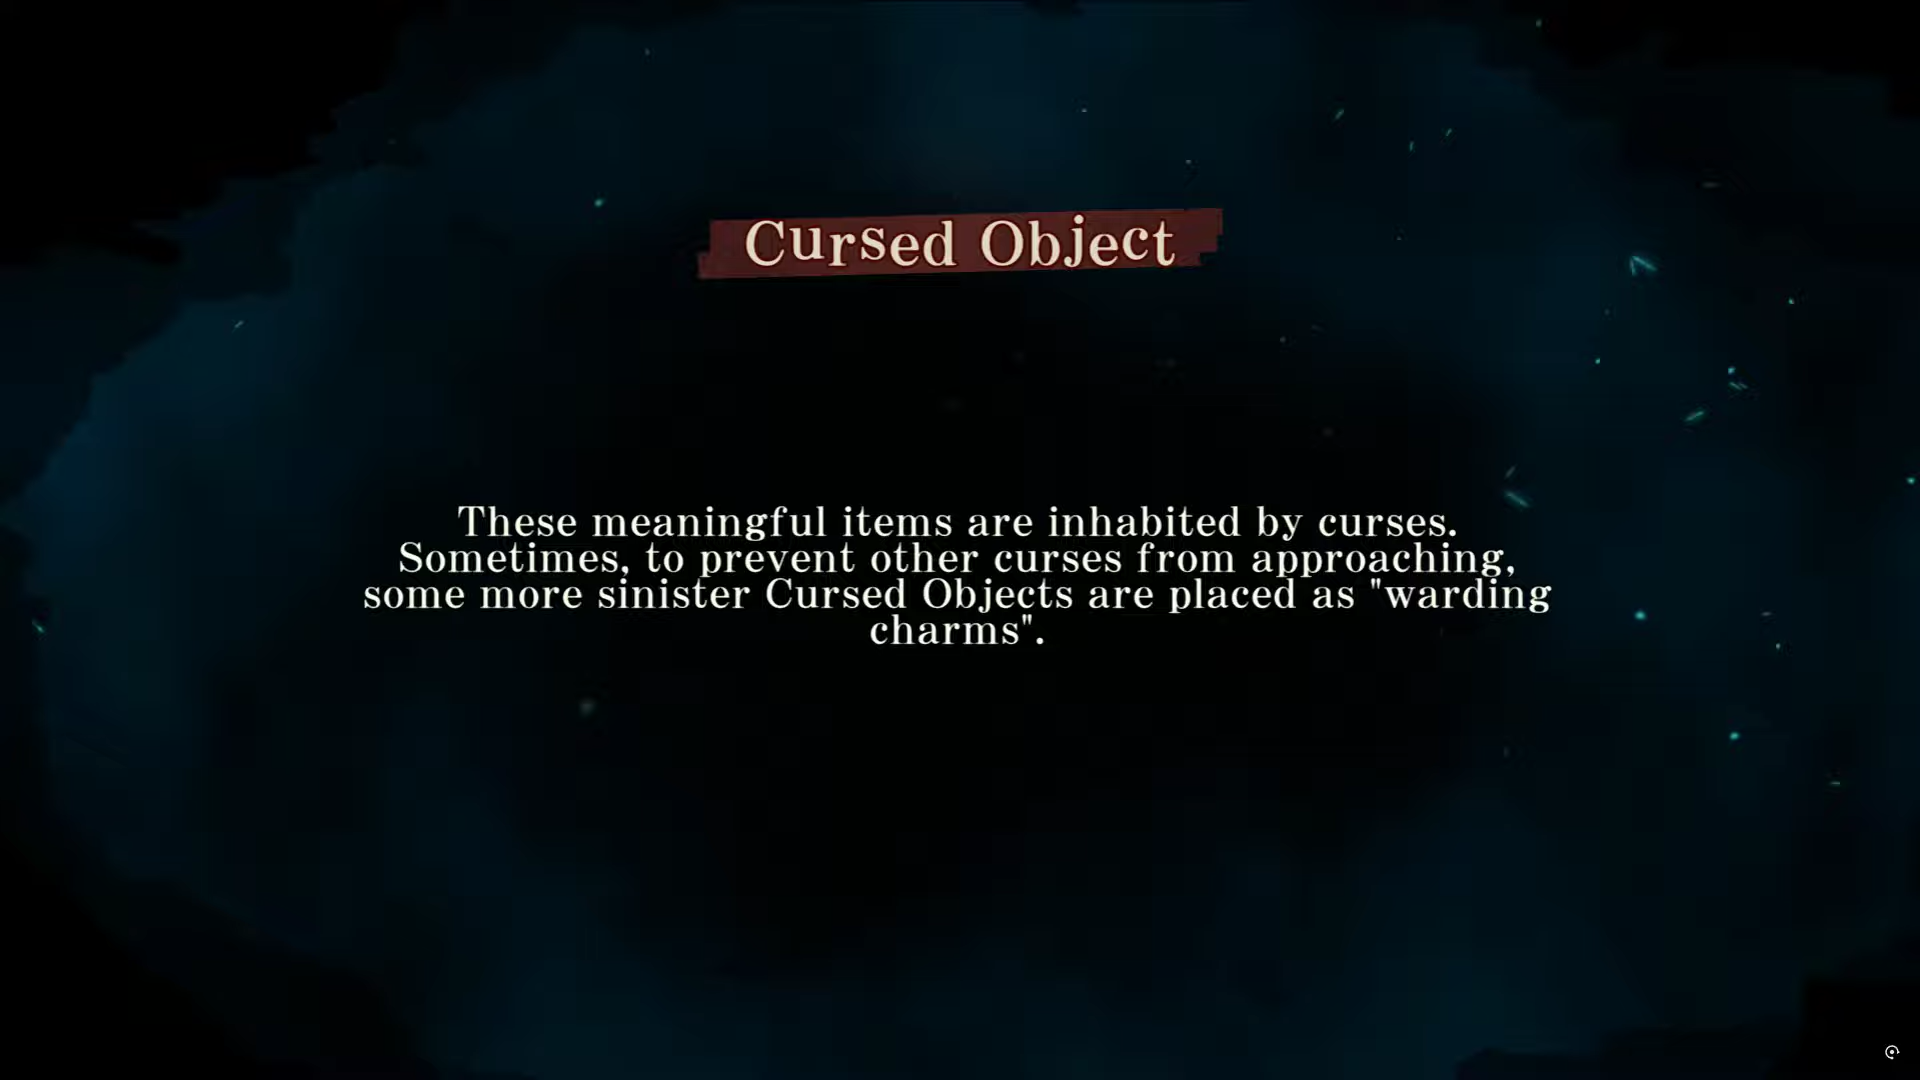 Cursed Object
These meaningful items are inhabited by curses.
Sometimes, to prevent other curses from approaching,
some more sinister Cursed Objects are placed as "warding
charms".